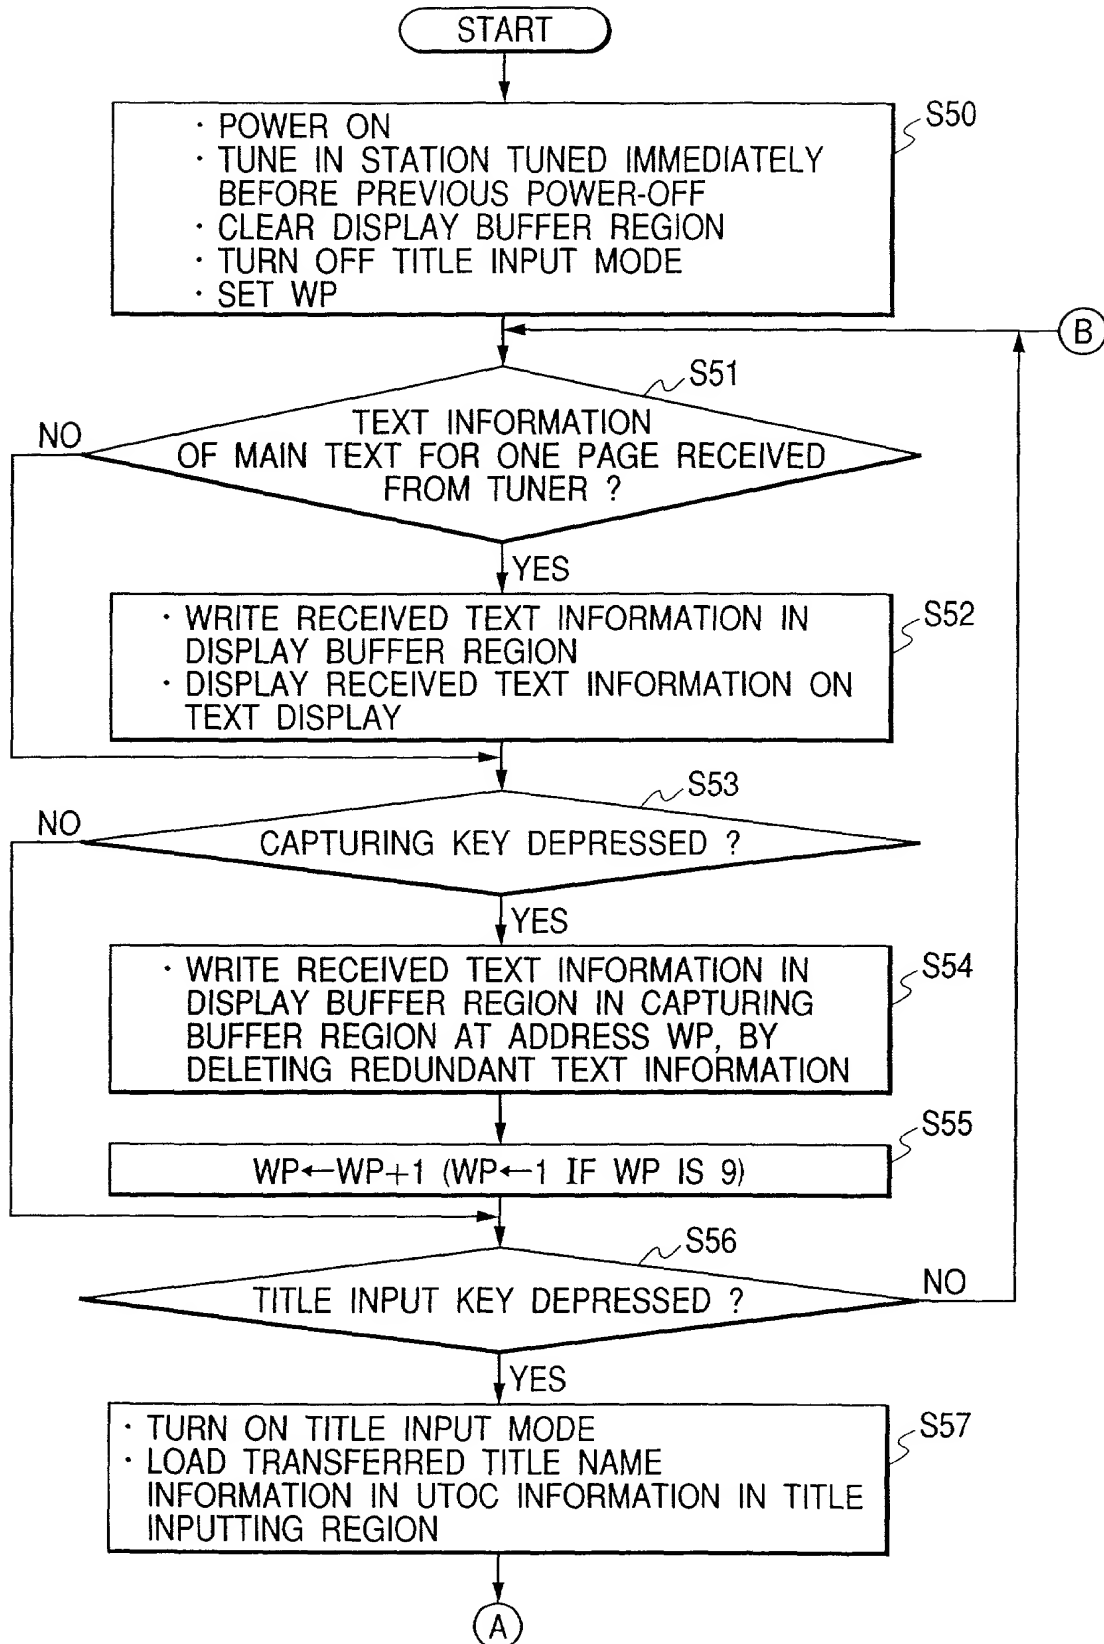 START
S50
· POWER ON
· TUNE IN STATION TUNED IMMEDIATELY
BEFORE PREVIOUS POWER-OFF
· CLEAR DISPLAY BUFFER REGION
· TURN OFF TITLE INPUT MODE
· SET WP
B
S51
TEXT INFORMATION
OF MAIN TEXT FOR ONE PAGE RECEIVED
FROM TUNER ?
NO
YES
S52
· WRITE RECEIVED TEXT INFORMATION IN
DISPLAY BUFFER REGION
· DISPLAY RECEIVED TEXT INFORMATION ON
TEXT DISPLAY
S53
NO
CAPTURING KEY DEPRESSED ?
YES
S54
· WRITE RECEIVED TEXT INFORMATION IN
DISPLAY BUFFER REGION IN CAPTURING
BUFFER REGION AT ADDRESS WP, BY
DELETING REDUNDANT TEXT INFORMATION
S55
WP←WP+1 (WP←1 IF WP IS 9)
S56
TITLE INPUT KEY DEPRESSED ?
NO
YES
S57
· TURN ON TITLE INPUT MODE
· LOAD TRANSFERRED TITLE NAME
INFORMATION IN UTOC INFORMATION IN TITLE
INPUTTING REGION
A